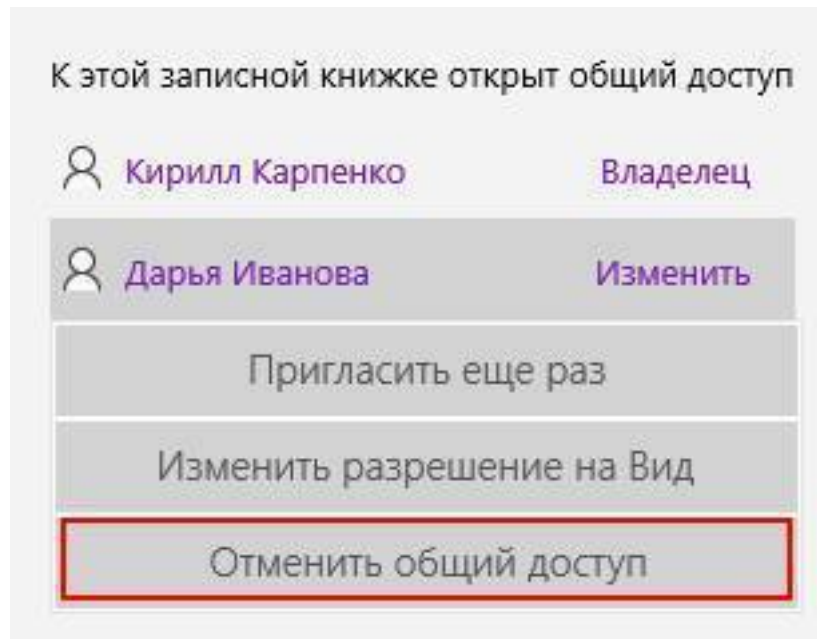 К этой записной книжке открыт общий доступ
Кирилл Карпенко Владелец
Дарья Иванова Изменить
Пригласить еще раз
Изменить разрешение на Вид
Отменить общий доступ